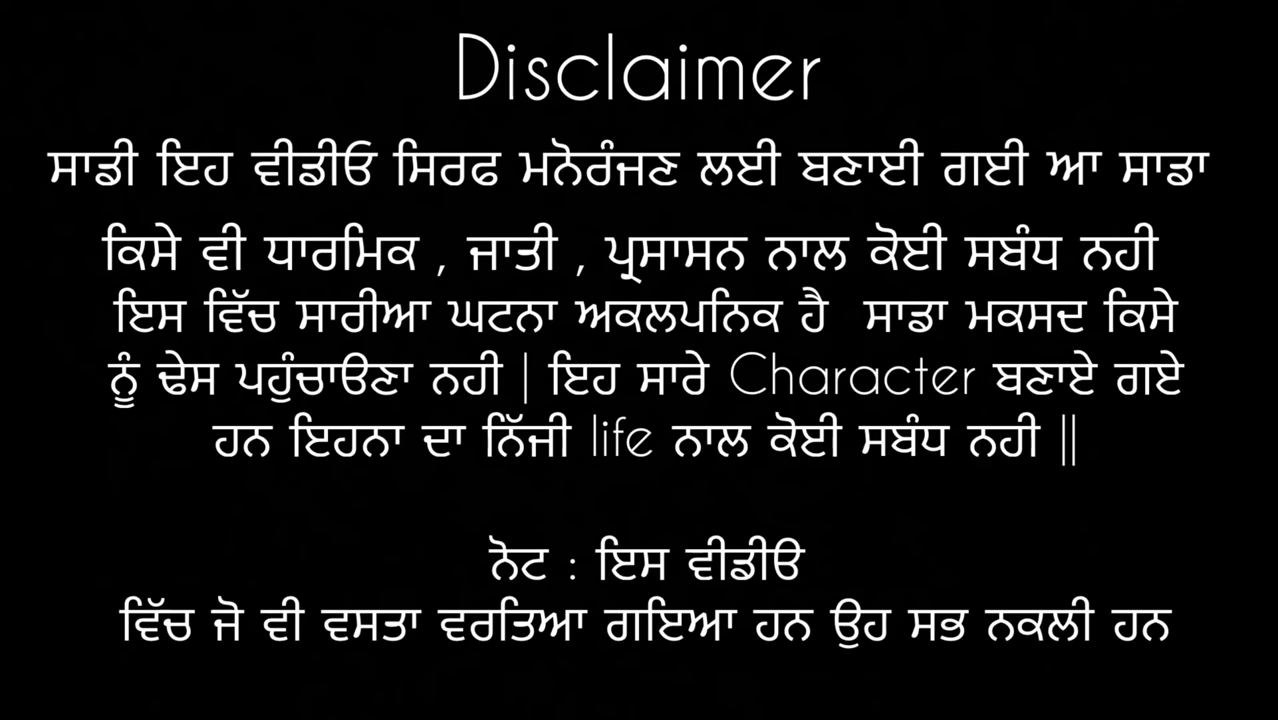 Disclaimer
ਸਾਡੀ ਇਹ ਵੀਡੀਓ ਸਿਰਫ ਮਨੋਰੰਜਣ ਲਈ ਬਣਾਈ ਗਈ ਆ ਸਾਡਾ
ਕਿਸੇ ਵੀ ਧਾਰਮਿਕ , ਜਾਤੀ , ਪ੍ਰਸਾਸਨ ਨਾਲ ਕੋਈ ਸਬੰਧ ਨਹੀ
ਇਸ ਵਿੱਚ ਸਾਰੀਆ ਘਟਨਾ ਅਕਲਪਨਿਕ ਹੈ ਸਾਡਾ ਮਕਸਦ ਕਿਸੇ
ਨੂੰ ਢੇਸ ਪਹੁੰਚਾੳਣਾ ਨਹੀ | ਇਹ ਸਾਰੇ Character ਬਣਾਏ ਗਏ
ਹਨ ਇਹਨਾ ਦਾ ਨਿੱਜੀ life ਨਾਲ ਕੋਈ ਸਬੰਧ ਨਹੀ ||
ਨੋਟ : ਇਸ ਵੀਡੀੳ
ਵਿੱਚ ਜੋ ਵੀ ਵਸਤਾ ਵਰਤਿਆ ਗਇਆ ਹਨ ਉਹ ਸਭ ਨਕਲੀ ਹਨ